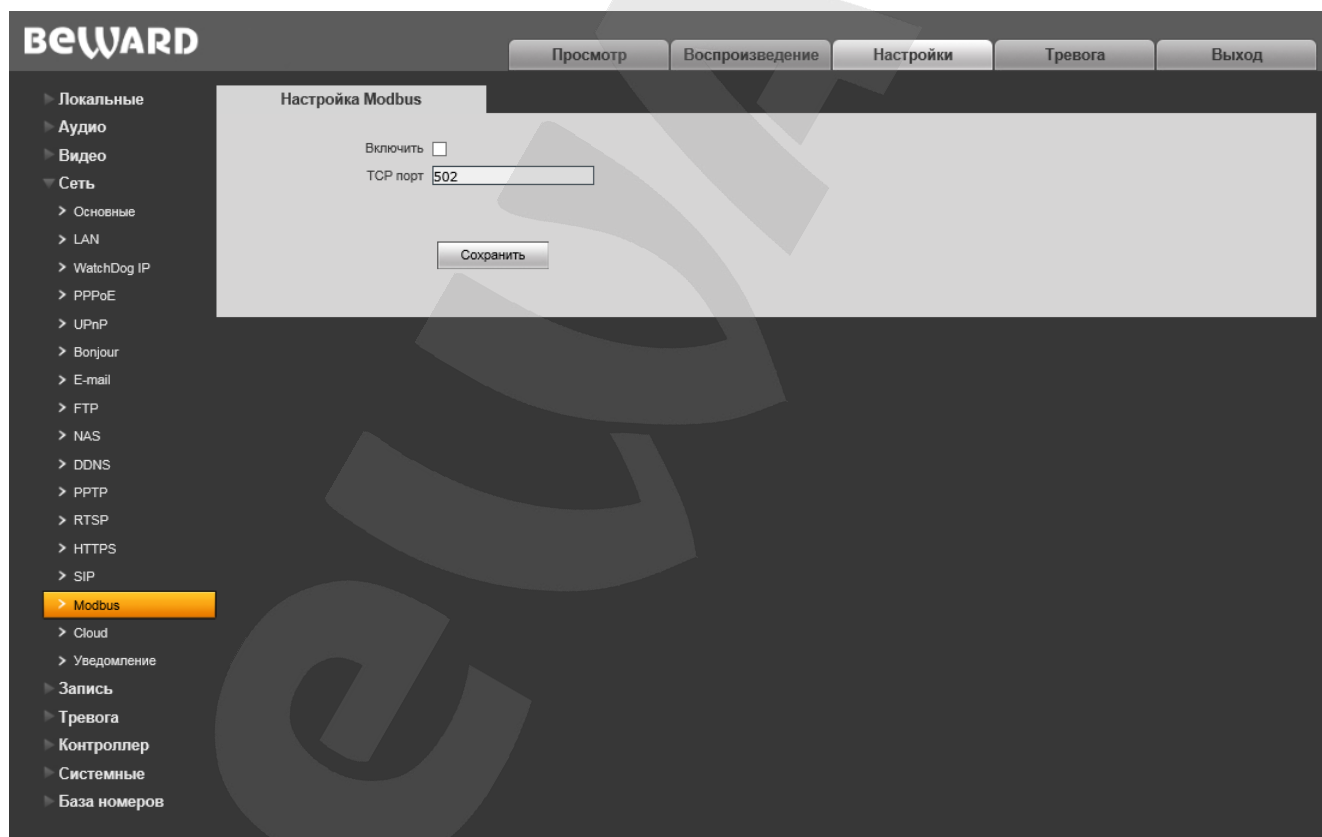 BEWARD
Просмотр
Воспроизведение
Настройки
Тревога
Выход
Локальные
Аудио
Видео
Сеть
Основные
LAN
WatchDog IP
PPPoE
UPnP
Bonjour
E-mail
FTP
NAS
DDNS
PPTP
RTSP
HTTPS
SIP
Modbus
Cloud
Уведомление
Запись
Тревога
Контроллер
Системные
База номеров
Настройка Modbus
Включить
TCP порт 502
Сохранить